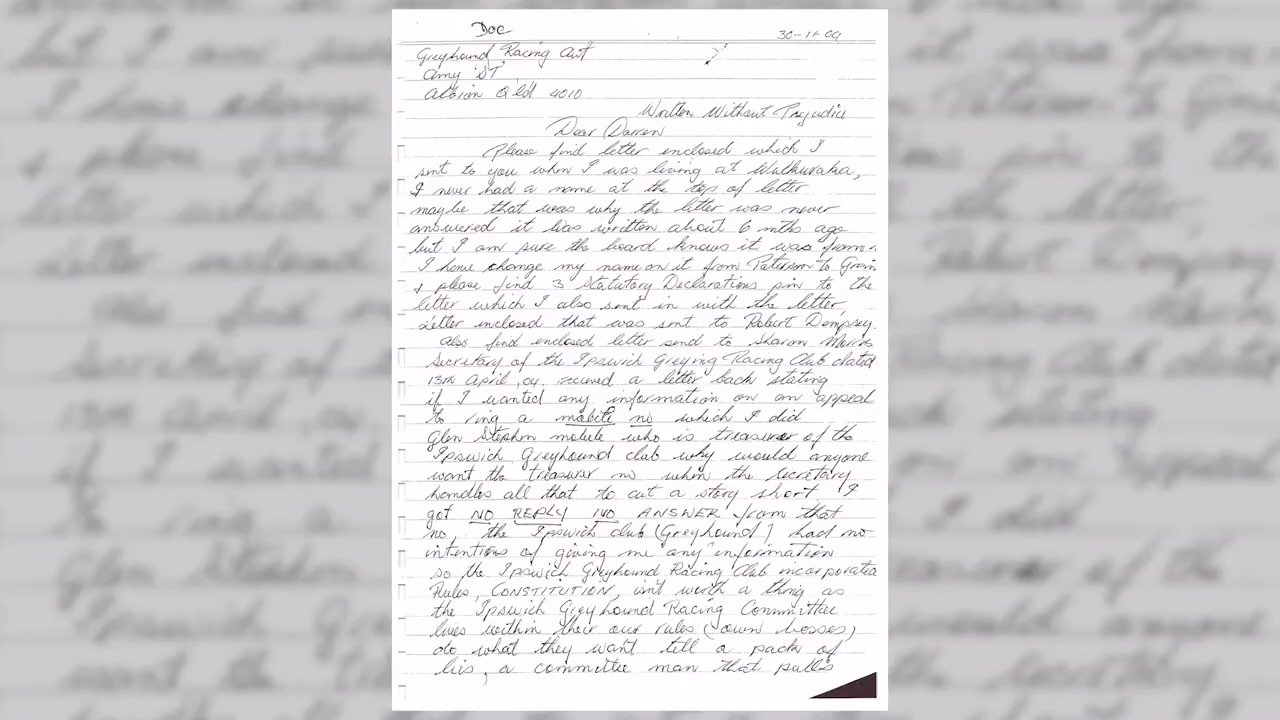 Doc
30-11-09
Greyhound Racing Aut
Amy ST
Albion Qld 4010
Written Without Prejudice
Dear Darren
Please find letter enclosed which I
sent to you when I was living at Wulkuraka,
I never had a name at the top of letter
maybe that was why the letter was never
answered it was written about 6 mths ago
but I am sure the board knows it was from.
I have change my name on it from Paterson to
& please find 3 Statutary Declarations pin to the
letter which I also sent in with the letter,
Letter enclosed that was sent to Robert Dempsey.
also find enclosed letter send to Sharon
Secretary of the Ipswich Greying Racing Club dated
13th April, 09, recieved a letter back stating
if I wanted any information on an appeal
to ring a mobile no which I did
Glen Stephen mobile who is treasurer of the
Ipswich greyhound club why would anyone
want the treasurer no when the secretary
handles all that to cut a story short I
got NO REPLY NO ANSWER from that
no, the Ipswich club (Greyhound) had no
intentions of giving me any information
so the Ipswich Greyhound Racing Club incorporated
Rules, CONSTITUTION, isn't worth a thing as
the Ipswich Greyhound Racing Committee
lives within their our rules (own bosses)
do what they want tell a pack of
lies, a committee man that pulls